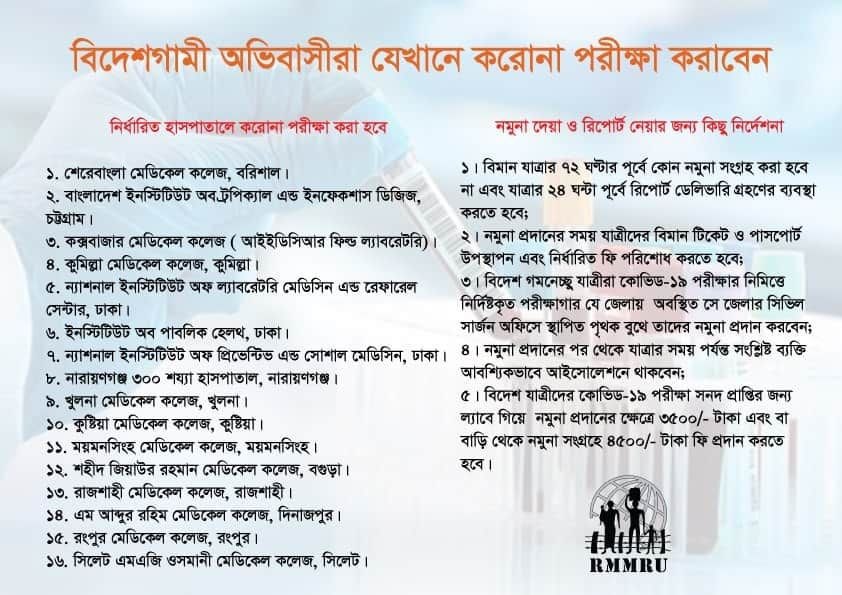 বিদেশগামী অভিবাসীরা যেখানে করোনা পরীক্ষা করাবেন
নির্ধারিত হাসপাতালে করোনা পরীক্ষা করা হবে
১. শেরেবাংলা মেডিকেল কলেজ, বরিশাল।
২. বাংলাদেশ ইনস্টিটিউট অব ট্রপিক্যাল এন্ড ইনফেকশাস ডিজিজ,
চট্টগ্রাম।
৩. কক্সবাজার মেডিকেল কলেজ ( আইইডিসিআর ফিল্ড ল্যাবরেটরি)।
৪. কুমিল্লা মেডিকেল কলেজ, কুমিল্লা।
৫. ন্যাশনাল ইনস্টিটিউট অফ ল্যাবরেটরি মেডিসিন এন্ড রেফারেল
সেন্টার, ঢাকা।
৬. ইনস্টিটিউট অব পাবলিক হেলথ, ঢাকা।
৭. ন্যাশনাল ইনস্টিটিউট অফ প্রিভেন্টিভ এন্ড সোশাল মেডিসিন, ঢাকা।
৮. নারায়ণগঞ্জ ৩০০ শয্যা হাসপাতাল, নারায়ণগঞ্জ।
৯. খুলনা মেডিকেল কলেজ, খুলনা।
১০. কুষ্টিয়া মেডিকেল কলেজ, কুষ্টিয়া।
১১. ময়মনসিংহ মেডিকেল কলেজ, ময়মনসিংহ।
১২. শহীদ জিয়াউর রহমান মেডিকেল কলেজ, বগুড়া।
১৩. রাজশাহী মেডিকেল কলেজ, রাজশাহী।
১৪. এম আব্দুর রহিম মেডিকেল কলেজ, দিনাজপুর।
১৫. রংপুর মেডিকেল কলেজ, রংপুর।
১৬. সিলেট এমএজি ওসমানী মেডিকেল কলেজ, সিলেট।
নমুনা দেয়া ও রিপোর্ট নেয়ার জন্য কিছু নির্দেশনা
১। বিমান যাত্রার ৭২ ঘণ্টার পূর্বে কোন নমুনা সংগ্রহ করা হবে
না এবং যাত্রার ২৪ ঘন্টা পূর্বে রিপোর্ট ডেলিভারি গ্রহণের ব্যবস্থা
করতে হবে;
২। নমুনা প্রদানের সময় যাত্রীদের বিমান টিকেট ও পাসপোর্ট
উপস্থাপন এবং নির্ধারিত ফি পরিশোধ করতে হবে;
৩। বিদেশ গমনেচ্ছু যাত্রীরা কোভিড-১৯ পরীক্ষার নিমিত্তে
নির্দিষ্টকৃত পরীক্ষাগার যে জেলায় অবস্থিত সে জেলার সিভিল
সার্জন অফিসে স্থাপিত পৃথক বুথে তাদের নমুনা প্রদান করবেন;
৪। নমুনা প্রদানের পর থেকে যাত্রার সময় পর্যন্ত সংশ্লিষ্ট ব্যক্তি
আবশ্যিকভাবে আইসোলেশনে থাকবেন;
৫। বিদেশ যাত্রীদের কোভিড-১৯ পরীক্ষা সনদ প্রাপ্তির জন্য
ল্যাবে গিয়ে নমুনা প্রদানের ক্ষেত্রে ৩৫০০/- টাকা এবং বা
বাড়ি থেকে নমুনা সংগ্রহে ৪৫০০/- টাকা ফি প্রদান করতে
হবে।
RMMRU